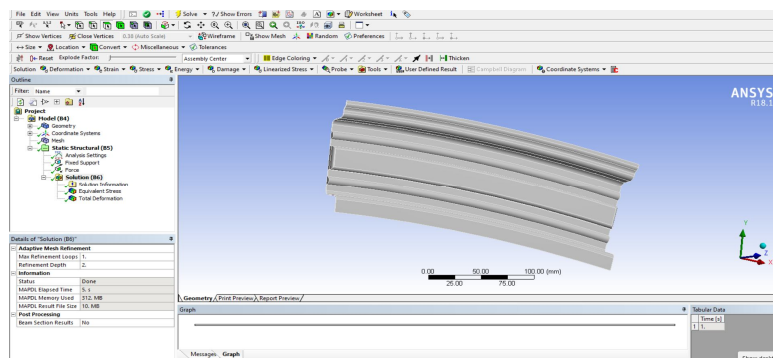 File Edit View Units Tools Help Solve ?/ Show Errors A Worksheet
Show Vertices Close Vertices 0.38 (Auto Scale) Wireframe Show Mesh Random Preferences
Size Location Convert Miscellaneous Tolerances
Reset Explode Factor: Assembly Center Edge Coloring Thicken
Solution Deformation Strain Stress Energy Damage Linearized Stress Probe Tools User Defined Result Campbell Diagram Coordinate Systems
Outline
Filter: Name
Project
Model (B4)
Geometry
Coordinate Systems
Mesh
Static Structural (B5)
Analysis Settings
Fixed Support
Force
Solution (B6)
Solution Information
Equivalent Stress
Total Deformation
ANSYS
R18.1
Y
Z
X
0.00 50.00 100.00 (mm)
25.00 75.00
Details of "Solution (B6)"
Adaptive Mesh Refinement
Max Refinement Loops 1.
Refinement Depth 2.
Information
Status Done
MAPDL Elapsed Time 5. s
MAPDL Memory Used 312. MB
MAPDL Result File Size 10. MB
Post Processing
Beam Section Results No
Geometry Print Preview Report Preview
Graph
Tabular Data
Time [s]
1 1.
Messages Graph